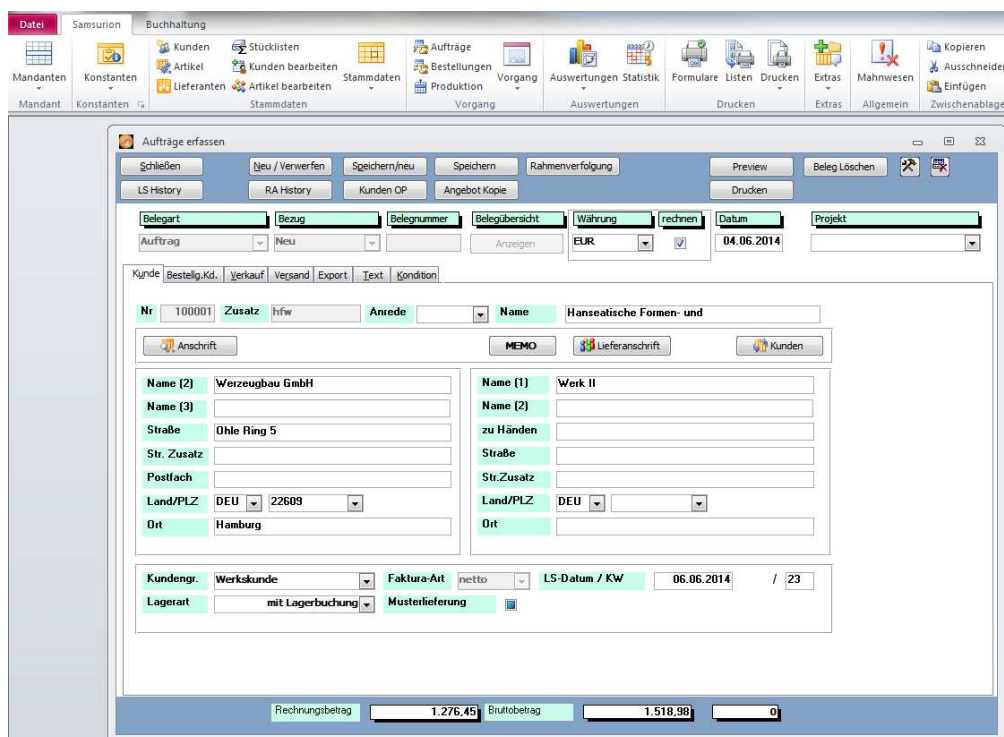 Datei Samsurion Buchhaltung
Kunden Stücklisten Aufträge Kopieren
Artikel Kunden bearbeiten Bestellungen Ausschneiden
Mandanten Konstanten Lieferanten Artikel bearbeiten Stammdaten Produktion Vorgang Auswertungen Statistik Formulare Listen Drucken Extras Mahnwesen Einfügen
Mandant Konstanten Stammdaten Vorgang Auswertungen Drucken Extras Allgemein Zwischenablage
Aufträge erfassen
Schließen Neu / Verwerfen Speichern/neu Speichern Rahmenverfolgung Preview Beleg Löschen
LS History RA History Kunden OP Angebot Kopie Drucken
Belegart Bezug Belegnummer Belegübersicht Währung rechnen Datum Projekt
Auftrag Neu Anzeigen EUR 04.06.2014
Kunde Bestellg.Kd. Verkauf Versand Export Text Kondition
Nr 100001 Zusatz hfw Anrede Name Hanseatische Formen- und
Anschrift MEMO Lieferanschrift Kunden
Name (2) Werzeugbau GmbH Name (1) Werk II
Name (3) Name (2)
Straße Ohle Ring 5 zu Händen
Str. Zusatz Straße
Postfach Str.Zusatz
Land/PLZ DEU 22609 Land/PLZ DEU
Ort Hamburg Ort
Kundengr. Werkskunde Faktura-Art netto LS-Datum / KW 06.06.2014 / 23
Lagerart mit Lagerbuchung Musterlieferung
Rechnungsbetrag 1.276,45 Bruttobetrag 1.518,98 0